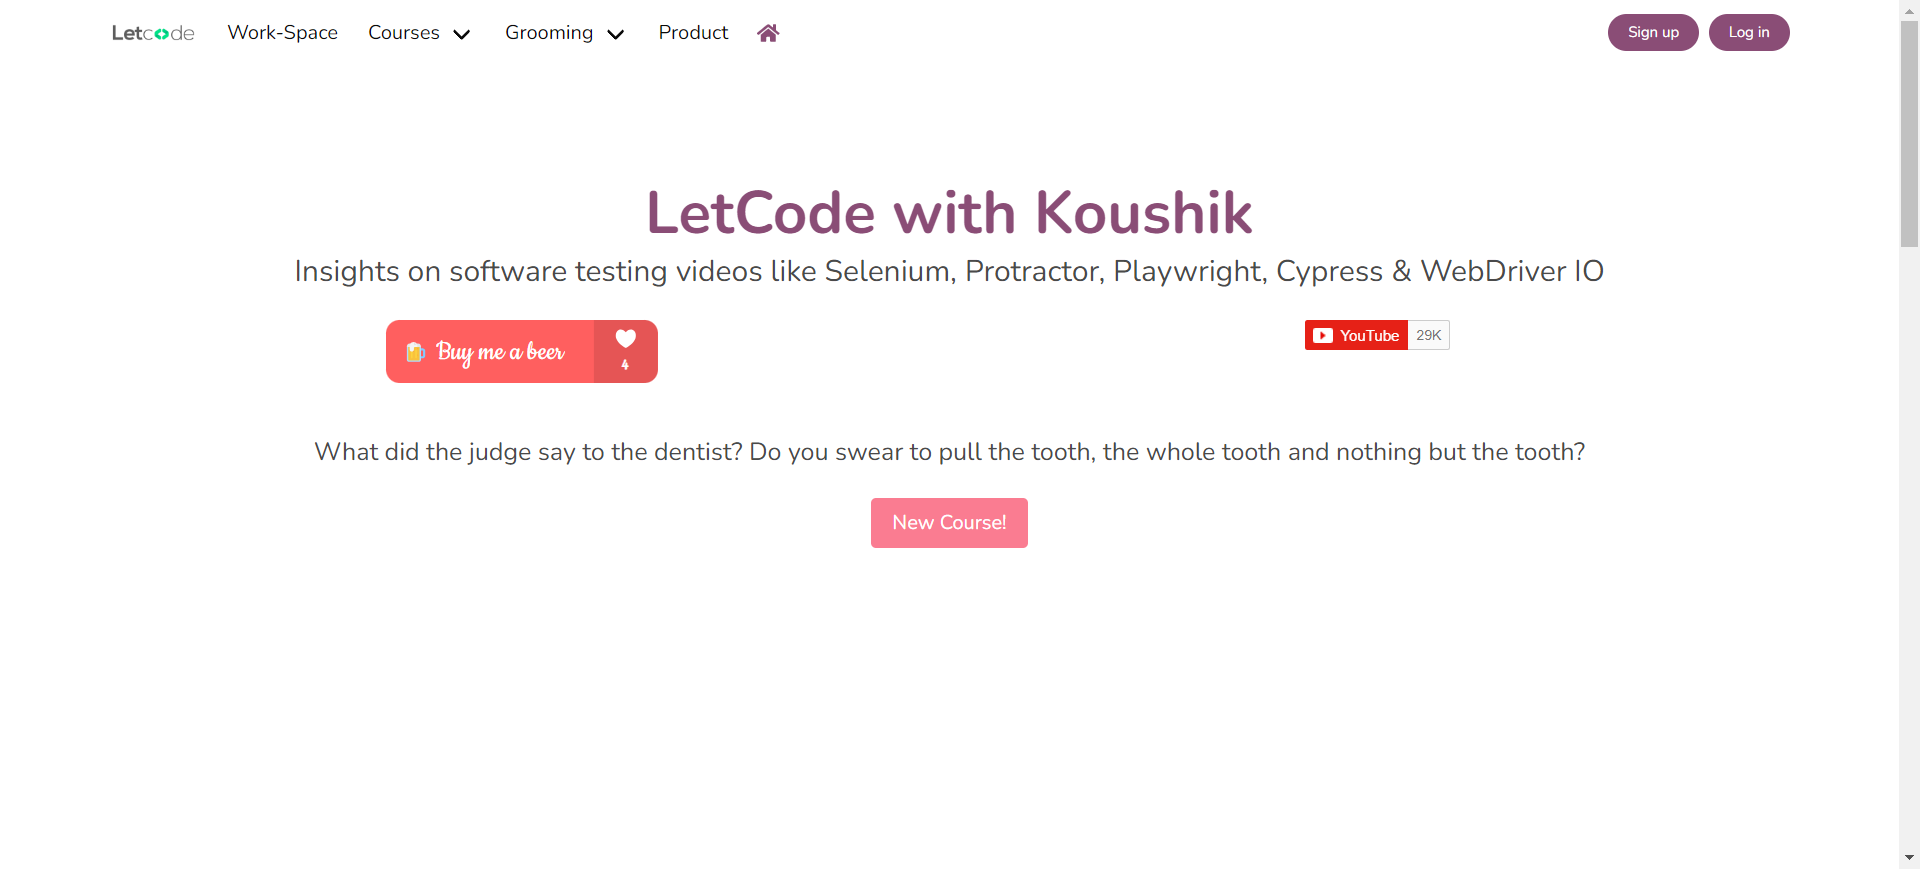 Letcode Work-Space Courses Grooming Product Sign up Log in
LetCode with Koushik
Insights on software testing videos like Selenium, Protractor, Playwright, Cypress & WebDriver IO
Buy me a beer 4 YouTube 29K
What did the judge say to the dentist? Do you swear to pull the tooth, the whole tooth and nothing but the tooth?
New Course!